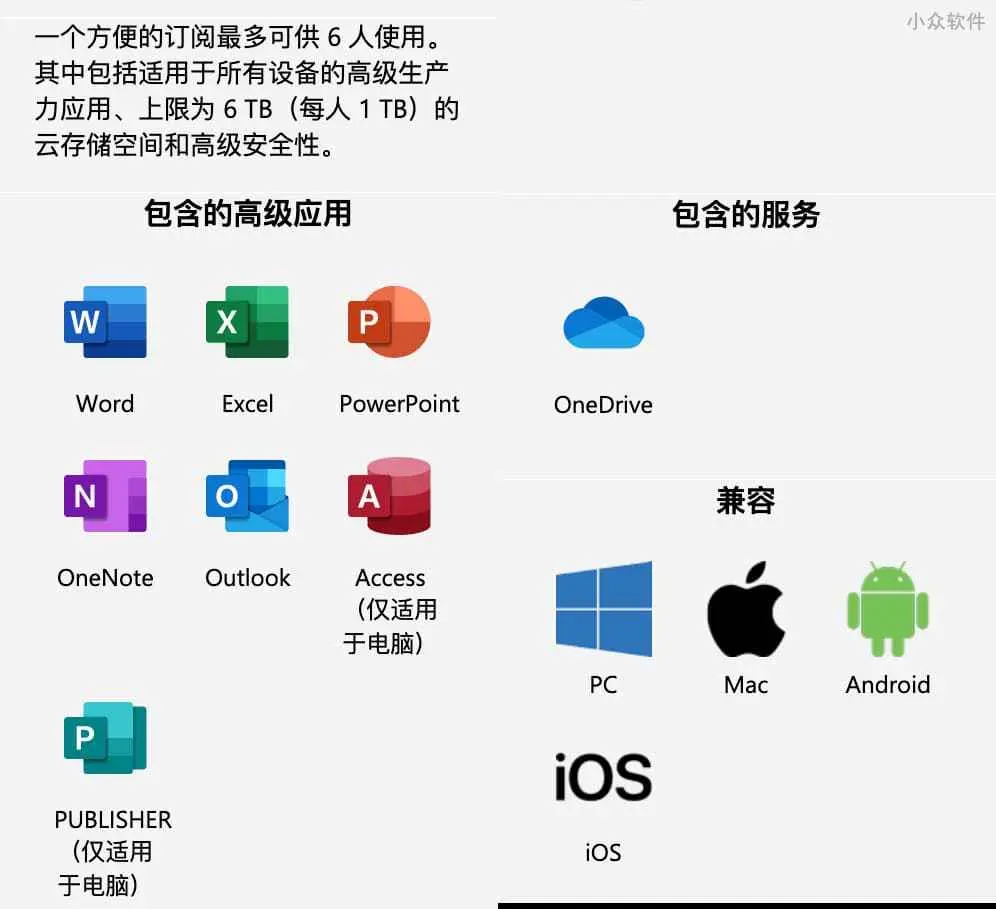 小众软件
一个方便的订阅最多可供 6 人使用。
其中包括适用于所有设备的高级生产
力应用、上限为 6 TB（每人 1 TB）的
云存储空间和高级安全性。
包含的高级应用
W
X
P
Word
Excel
PowerPoint
N
O
A
OneNote
Outlook
Access
（仅适用
于电脑）
P
PUBLISHER
（仅适用
于电脑）
包含的服务
OneDrive
兼容
PC
Mac
Android
iOS
iOS